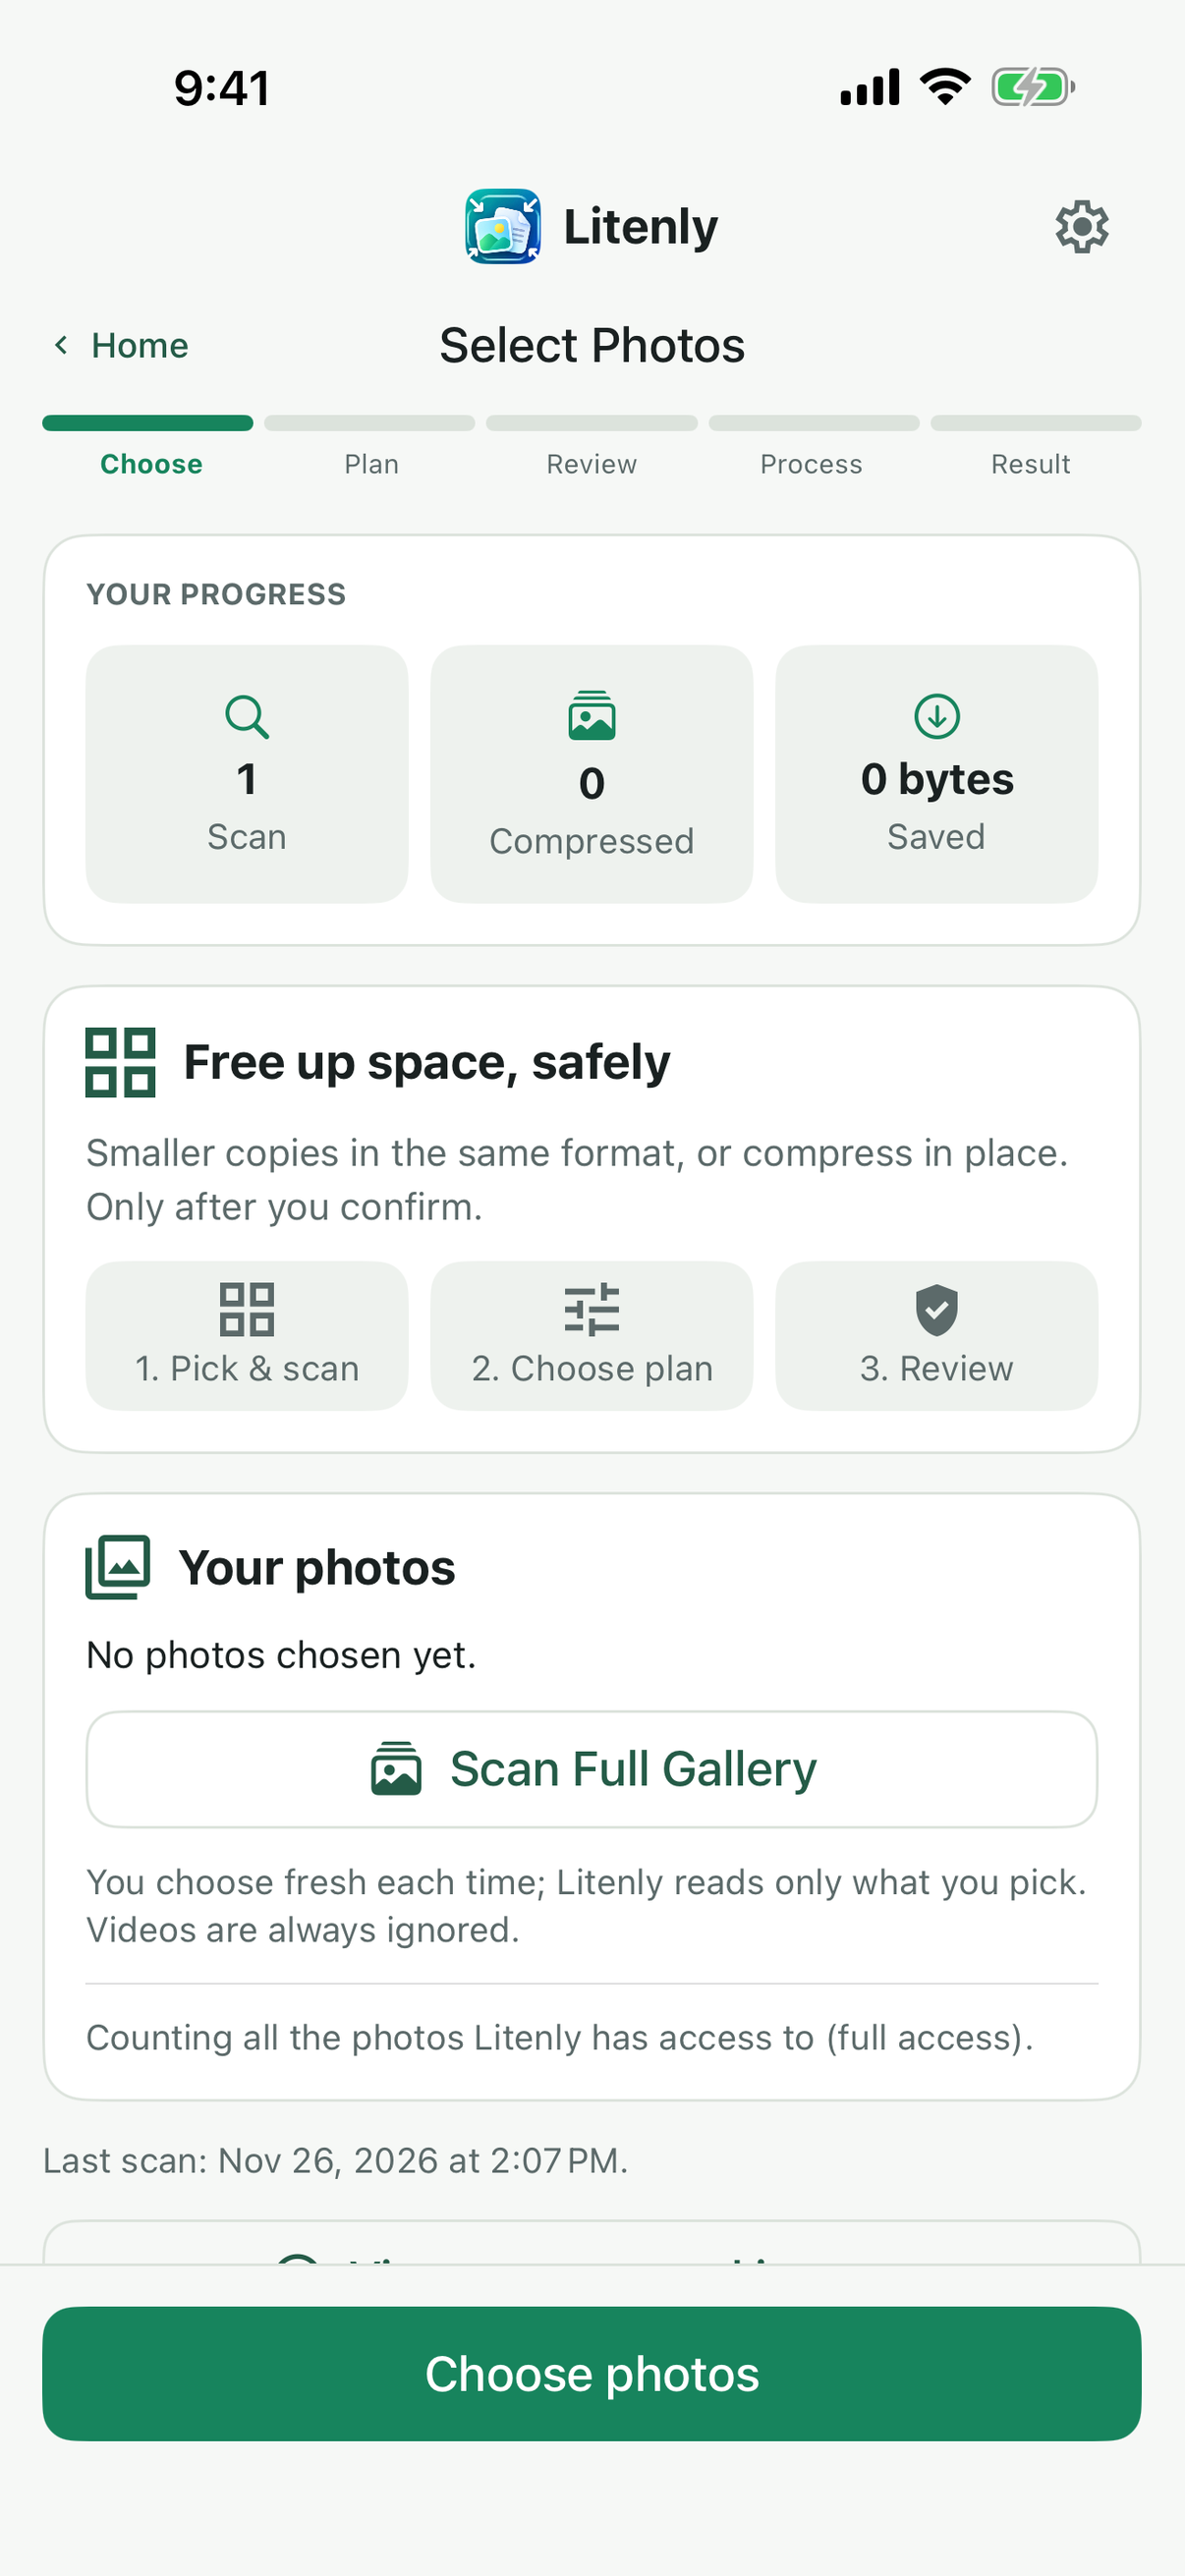 9:41
Litenly
Home
Select Photos
Choose
Plan
Review
Process
Result
YOUR PROGRESS
1
Scan
0
Compressed
0 bytes
Saved
Free up space, safely
Smaller copies in the same format, or compress in place.
Only after you confirm.
1. Pick & scan
2. Choose plan
3. Review
Your photos
No photos chosen yet.
Scan Full Gallery
You choose fresh each time; Litenly reads only what you pick.
Videos are always ignored.
Counting all the photos Litenly has access to (full access).
Last scan: Nov 26, 2026 at 2:07 PM.
Choose photos